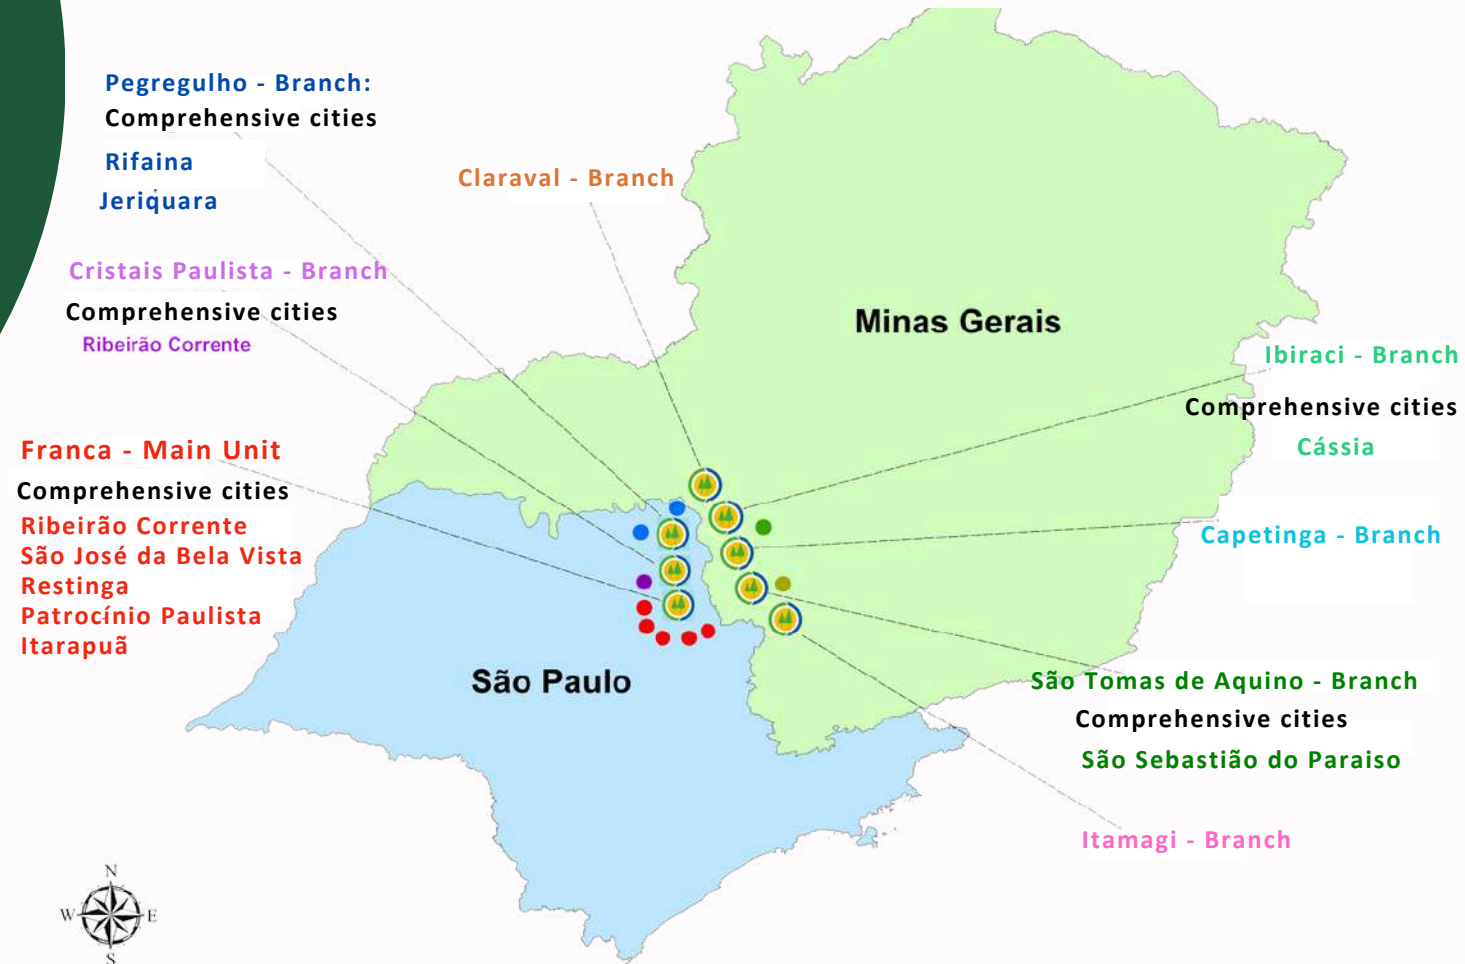 Pegregulho - Branch:
Comprehensive cities
Rifaina
Jeriquara
Claraval - Branch
Cristais Paulista - Branch
Comprehensive cities
Ribeirão Corrente
Minas Gerais
Ibiraci - Branch
Comprehensive cities
Cássia
Franca - Main Unit
Comprehensive cities
Ribeirão Corrente
São José da Bela Vista
Restinga
Patrocínio Paulista
Itarapuã
Capetinga - Branch
São Paulo
São Tomas de Aquino - Branch
Comprehensive cities
São Sebastião do Paraiso
Itamagi - Branch
N
W E
S